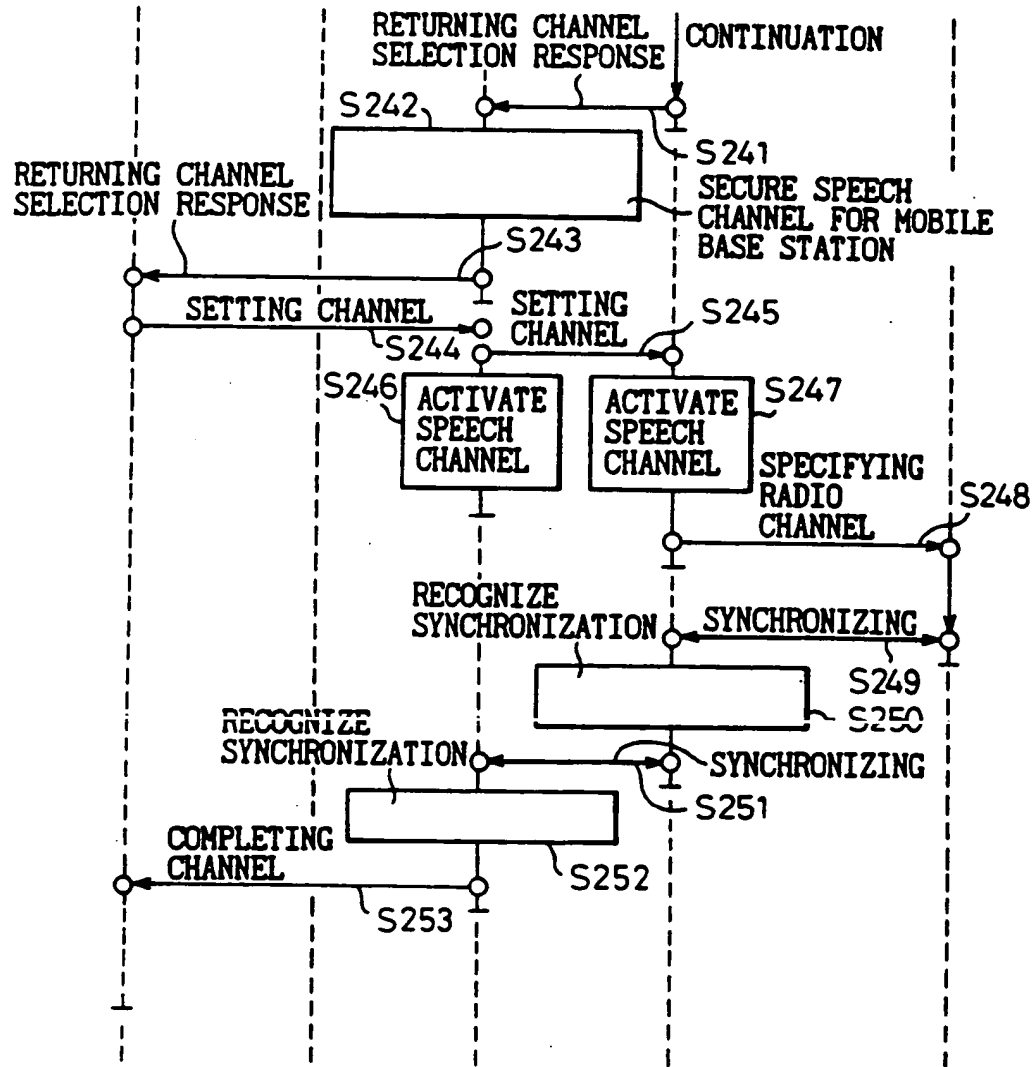 RETURNING CHANNEL
SELECTION RESPONSE
CONTINUATION
S242
S241
RETURNING CHANNEL
SELECTION RESPONSE
SECURE SPEECH
CHANNEL FOR MOBILE
BASE STATION
S243
SETTING CHANNEL
SETTING
CHANNEL
S245
S244
S246
ACTIVATE
SPEECH
CHANNEL
ACTIVATE
SPEECH
CHANNEL
S247
SPECIFYING
RADIO
CHANNEL
S248
RECOGNIZE
SYNCHRONIZATION
SYNCHRONIZING
S249
S250
RECOGNIZE
SYNCHRONIZATION
SYNCHRONIZING
S251
COMPLETING
CHANNEL
S252
S253